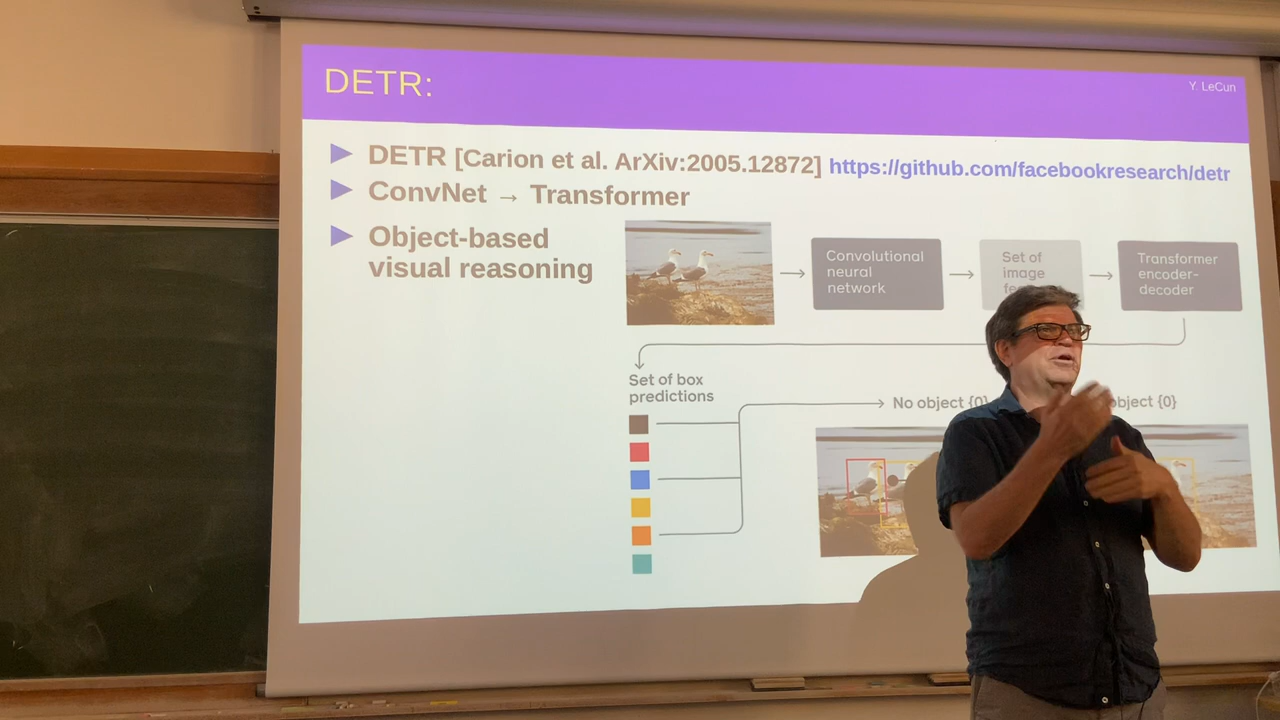 DETR:
Y. LeCun
DETR [Carion et al. ArXiv:2005.12872] https://github.com/facebookresearch/detr
ConvNet → Transformer
Object-based
visual reasoning
Convolutional
neural
network
Set of
image
Transformer
encoder-
decoder
Set of box
predictions
No object {0}
object {0}